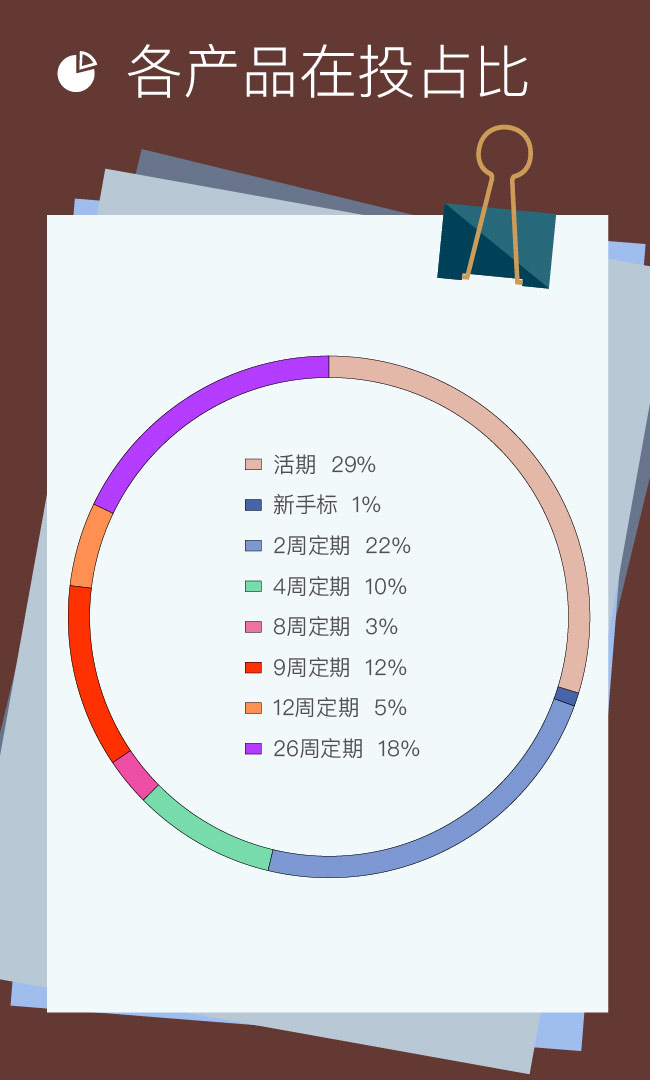 各产品在投占比
活期 29%
新手标 1%
2周定期 22%
4周定期 10%
8周定期 3%
9周定期 12%
12周定期 5%
26周定期 18%